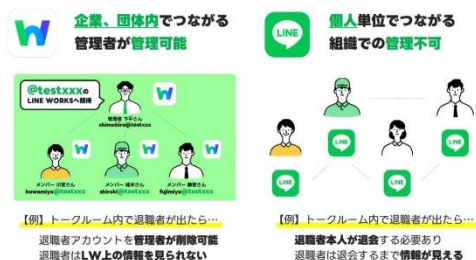 企業、団体内でつながる
管理者が管理可能
LINE
個人単位でつながる
組織での管理不可
@testxxxの
LINE WORKSへ招待
管理者 下平さん
shimohira@testxxx
メンバー 川宮さん
kawamiya@testxxx
メンバー 城木さん
shiroki@testxxx
メンバー 藤宮さん
fujimiya@testxxx
LINE
LINE
LINE
LINE
【例】トークルーム内で退職者が出たら…
退職者アカウントを管理者が削除可能
退職者はLW上の情報を見られない
【例】トークルーム内で退職者が出たら…
退職者本人が退会する必要あり
退職者は退会するまで情報が見える